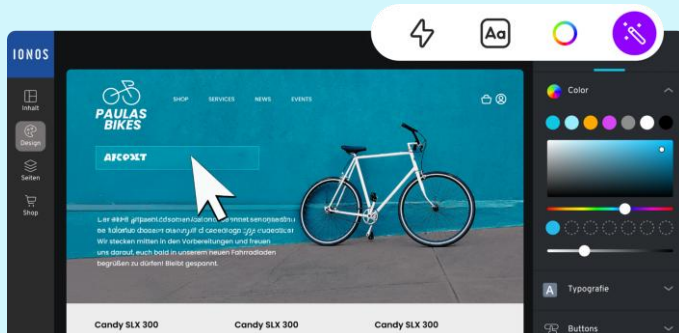 Aa
IONOS
Inhalt
Design
Seiten
Shop
PAULAS
BIKES
SHOP SERVICES NEWS EVENTS
Wir stecken mitten in den Vorbereitungen und freuen
uns darauf, euch bald in unserem neuen Fahrradladen
begrüßen zu dürfen! Bleibt gespannt.
Candy SLX 300 Candy SLX 300 Candy SLX 300
Color
A Typografie
Buttons